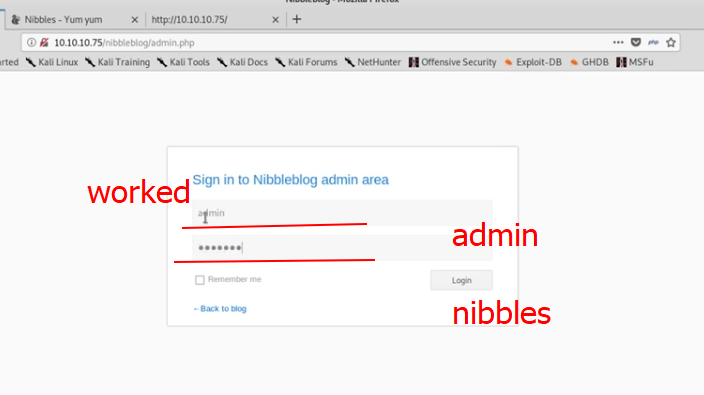 Nibbleblog - Mozilla Firefox
Nibbles - Yum yum × http://10.10.10.75/ × +
10.10.10.75/nibbleblog/admin.php ••• php
arted Kali Linux Kali Training Kali Tools Kali Docs Kali Forums NetHunter Offensive Security Exploit-DB GHDB MSFu
Sign in to Nibbleblog admin area
worked
admin
admin
•••••••
Remember me
Login
←Back to blog
nibbles